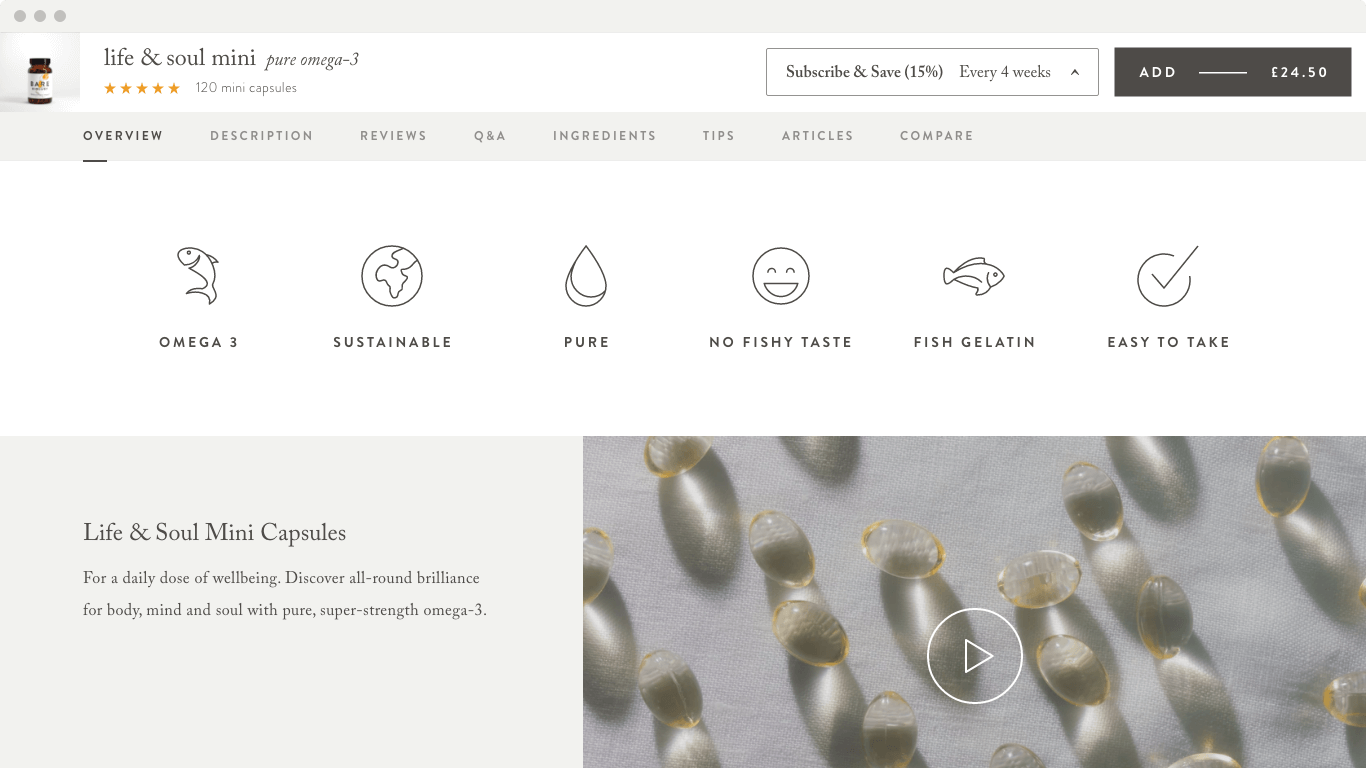 life & soul mini pure omega-3
120 mini capsules
Subscribe & Save (15%) Every 4 weeks
ADD £24.50
BARE
OVERVIEW DESCRIPTION REVIEWS Q&A INGREDIENTS TIPS ARTICLES COMPARE
OMEGA 3 SUSTAINABLE PURE NO FISHY TASTE FISH GELATIN EASY TO TAKE
Life & Soul Mini Capsules
For a daily dose of wellbeing. Discover all-round brilliance
for body, mind and soul with pure, super-strength omega-3.